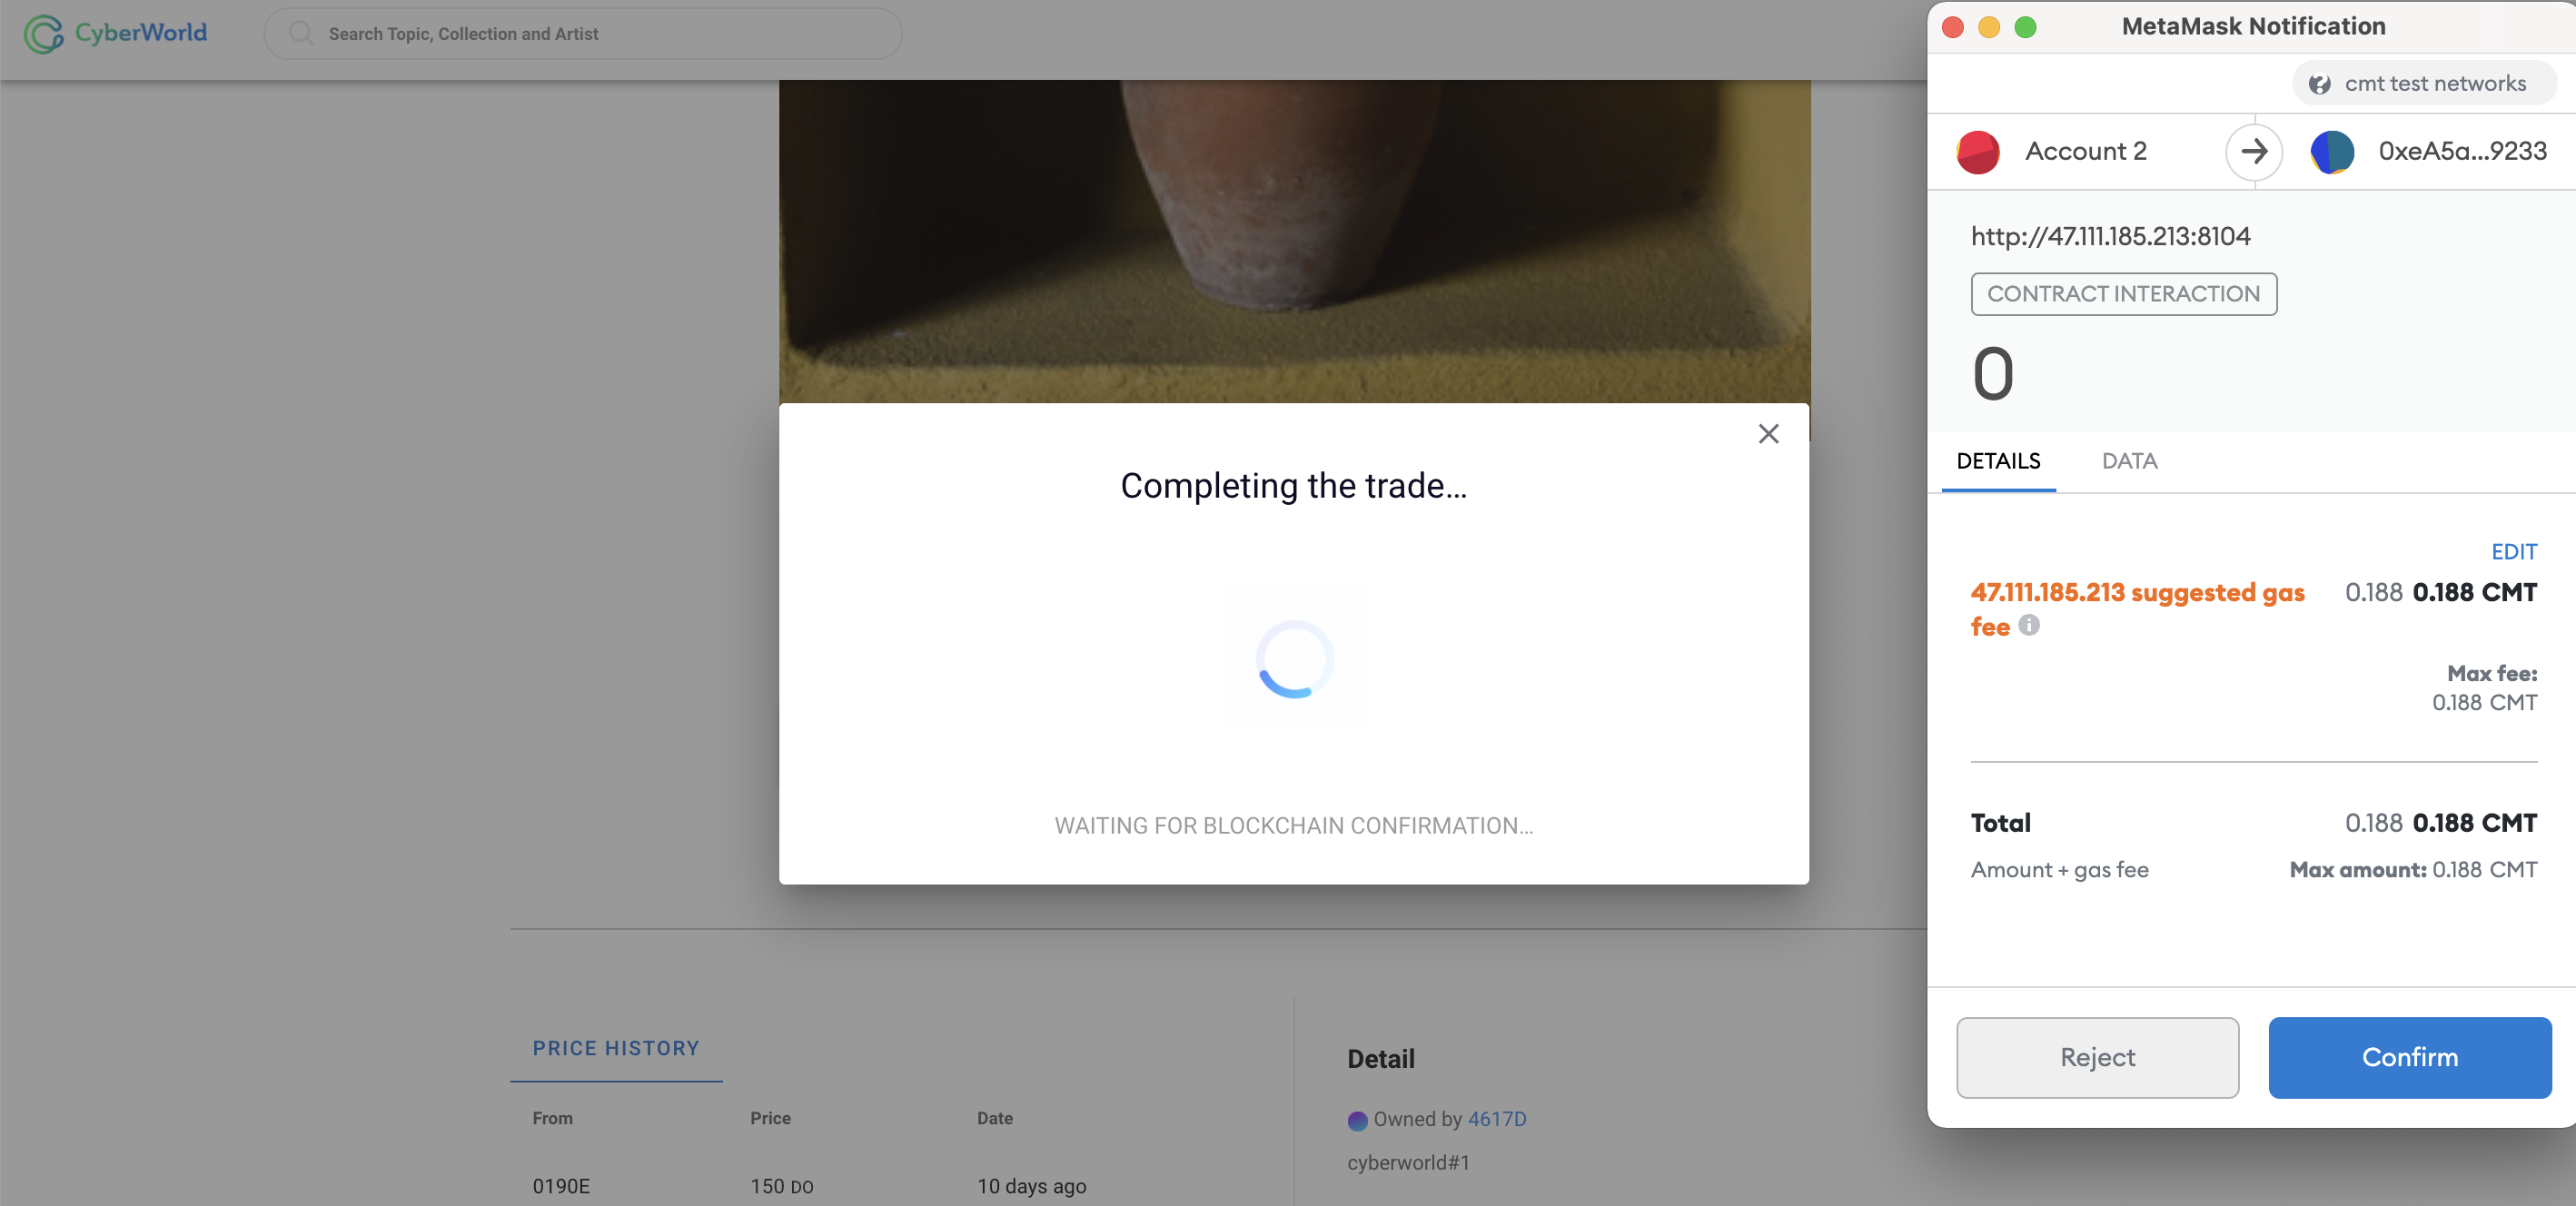 CyberWorld
Search Topic, Collection and Artist
Completing the trade...
WAITING FOR BLOCKCHAIN CONFIRMATION...
PRICE HISTORY
From Price Date
0190E 150 DO 10 days ago
Detail
Owned by 4617D
cyberworld#1
MetaMask Notification
cmt test networks
Account 2
0xeA5a...9233
http://47.111.185.213:8104
CONTRACT INTERACTION
0
DETAILS DATA
EDIT
47.111.185.213 suggested gas 0.188 0.188 CMT
fee
Max fee:
0.188 CMT
Total 0.188 0.188 CMT
Amount + gas fee Max amount: 0.188 CMT
Reject Confirm